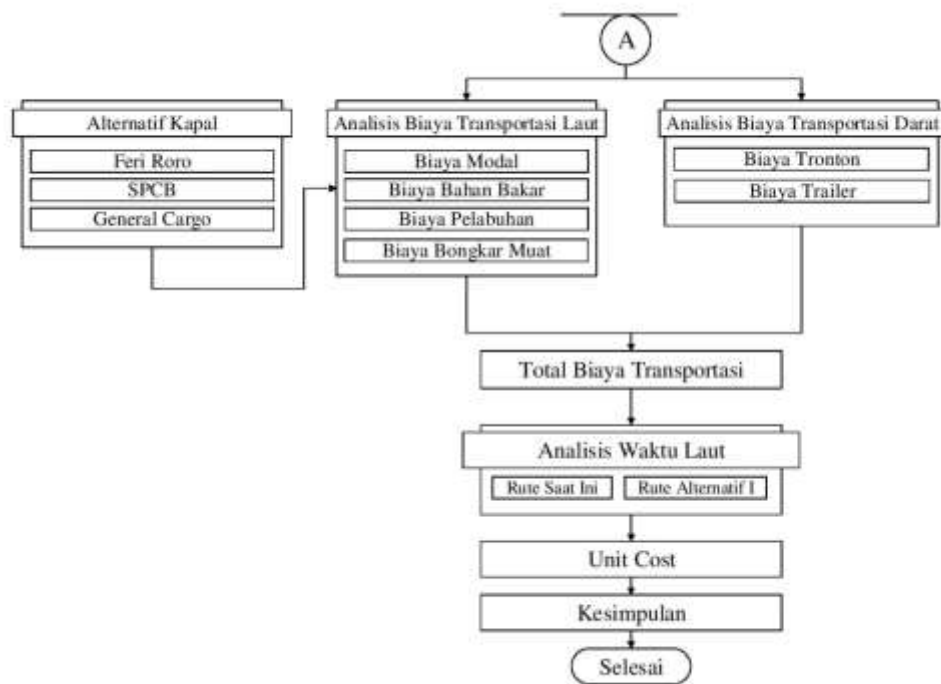 A
Alternatif Kapal
Feri Roro
SPCB
General Cargo
Analisis Biaya Transportasi Laut
Biaya Modal
Biaya Bahan Bakar
Biaya Pelabuhan
Biaya Bongkar Muat
Analisis Biaya Transportasi Darat
Biaya Tronton
Biaya Trailer
Total Biaya Transportasi
Analisis Waktu Laut
Rute Saat Ini
Rute Alternatif I
Unit Cost
Kesimpulan
Selesai